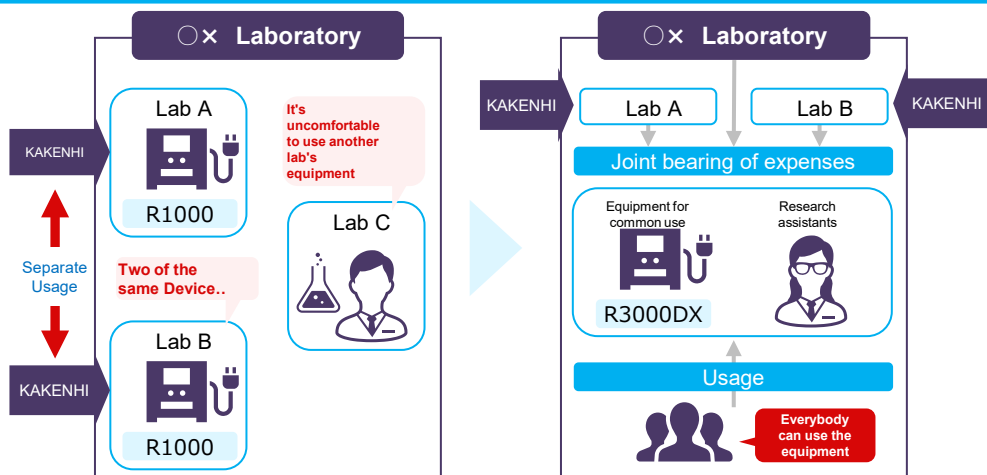 ○× Laboratory
KAKENHI
Lab A
R1000
It's
uncomfortable
to use another
lab's
equipment
Lab C
Separate
Usage
Two of the
same Device..
KAKENHI
Lab B
R1000
○× Laboratory
KAKENHI
Lab A
Lab B
KAKENHI
Joint bearing of expenses
Equipment for
common use
R3000DX
Research
assistants
Usage
Everybody
can use the
equipment